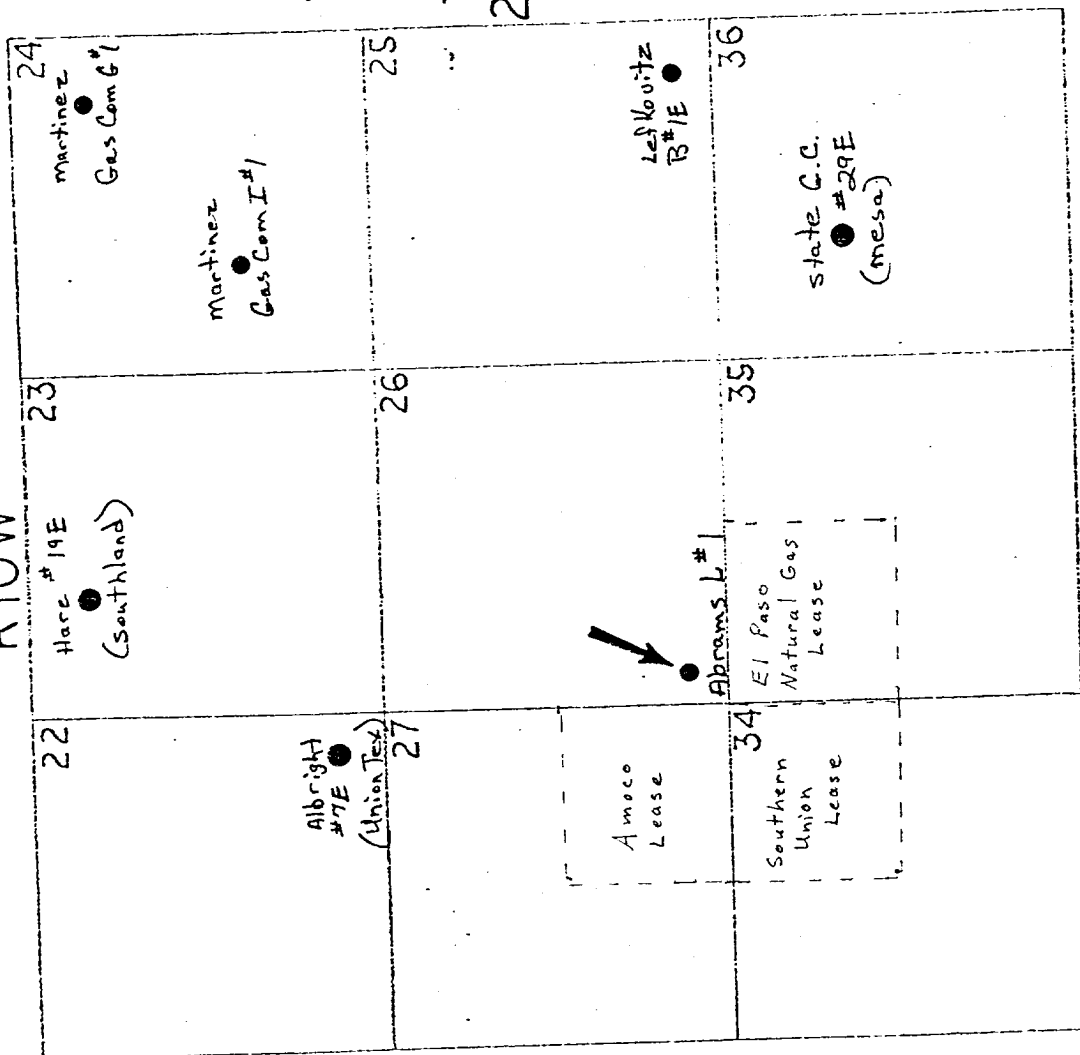 R10W
22
23
24
Hare #19E
(Southland)
Martinez
Gas Com G#1
Martinez
Gas Com I#1
Albright
#7E
(Union Tex)
27
26
25
Amoco
Lease
Abrams L#1
Lefkovitz
B#1E
34
35
36
Southern
Union
Lease
El Paso
Natural Gas
Lease
State G.C.
#29E
(mesa)